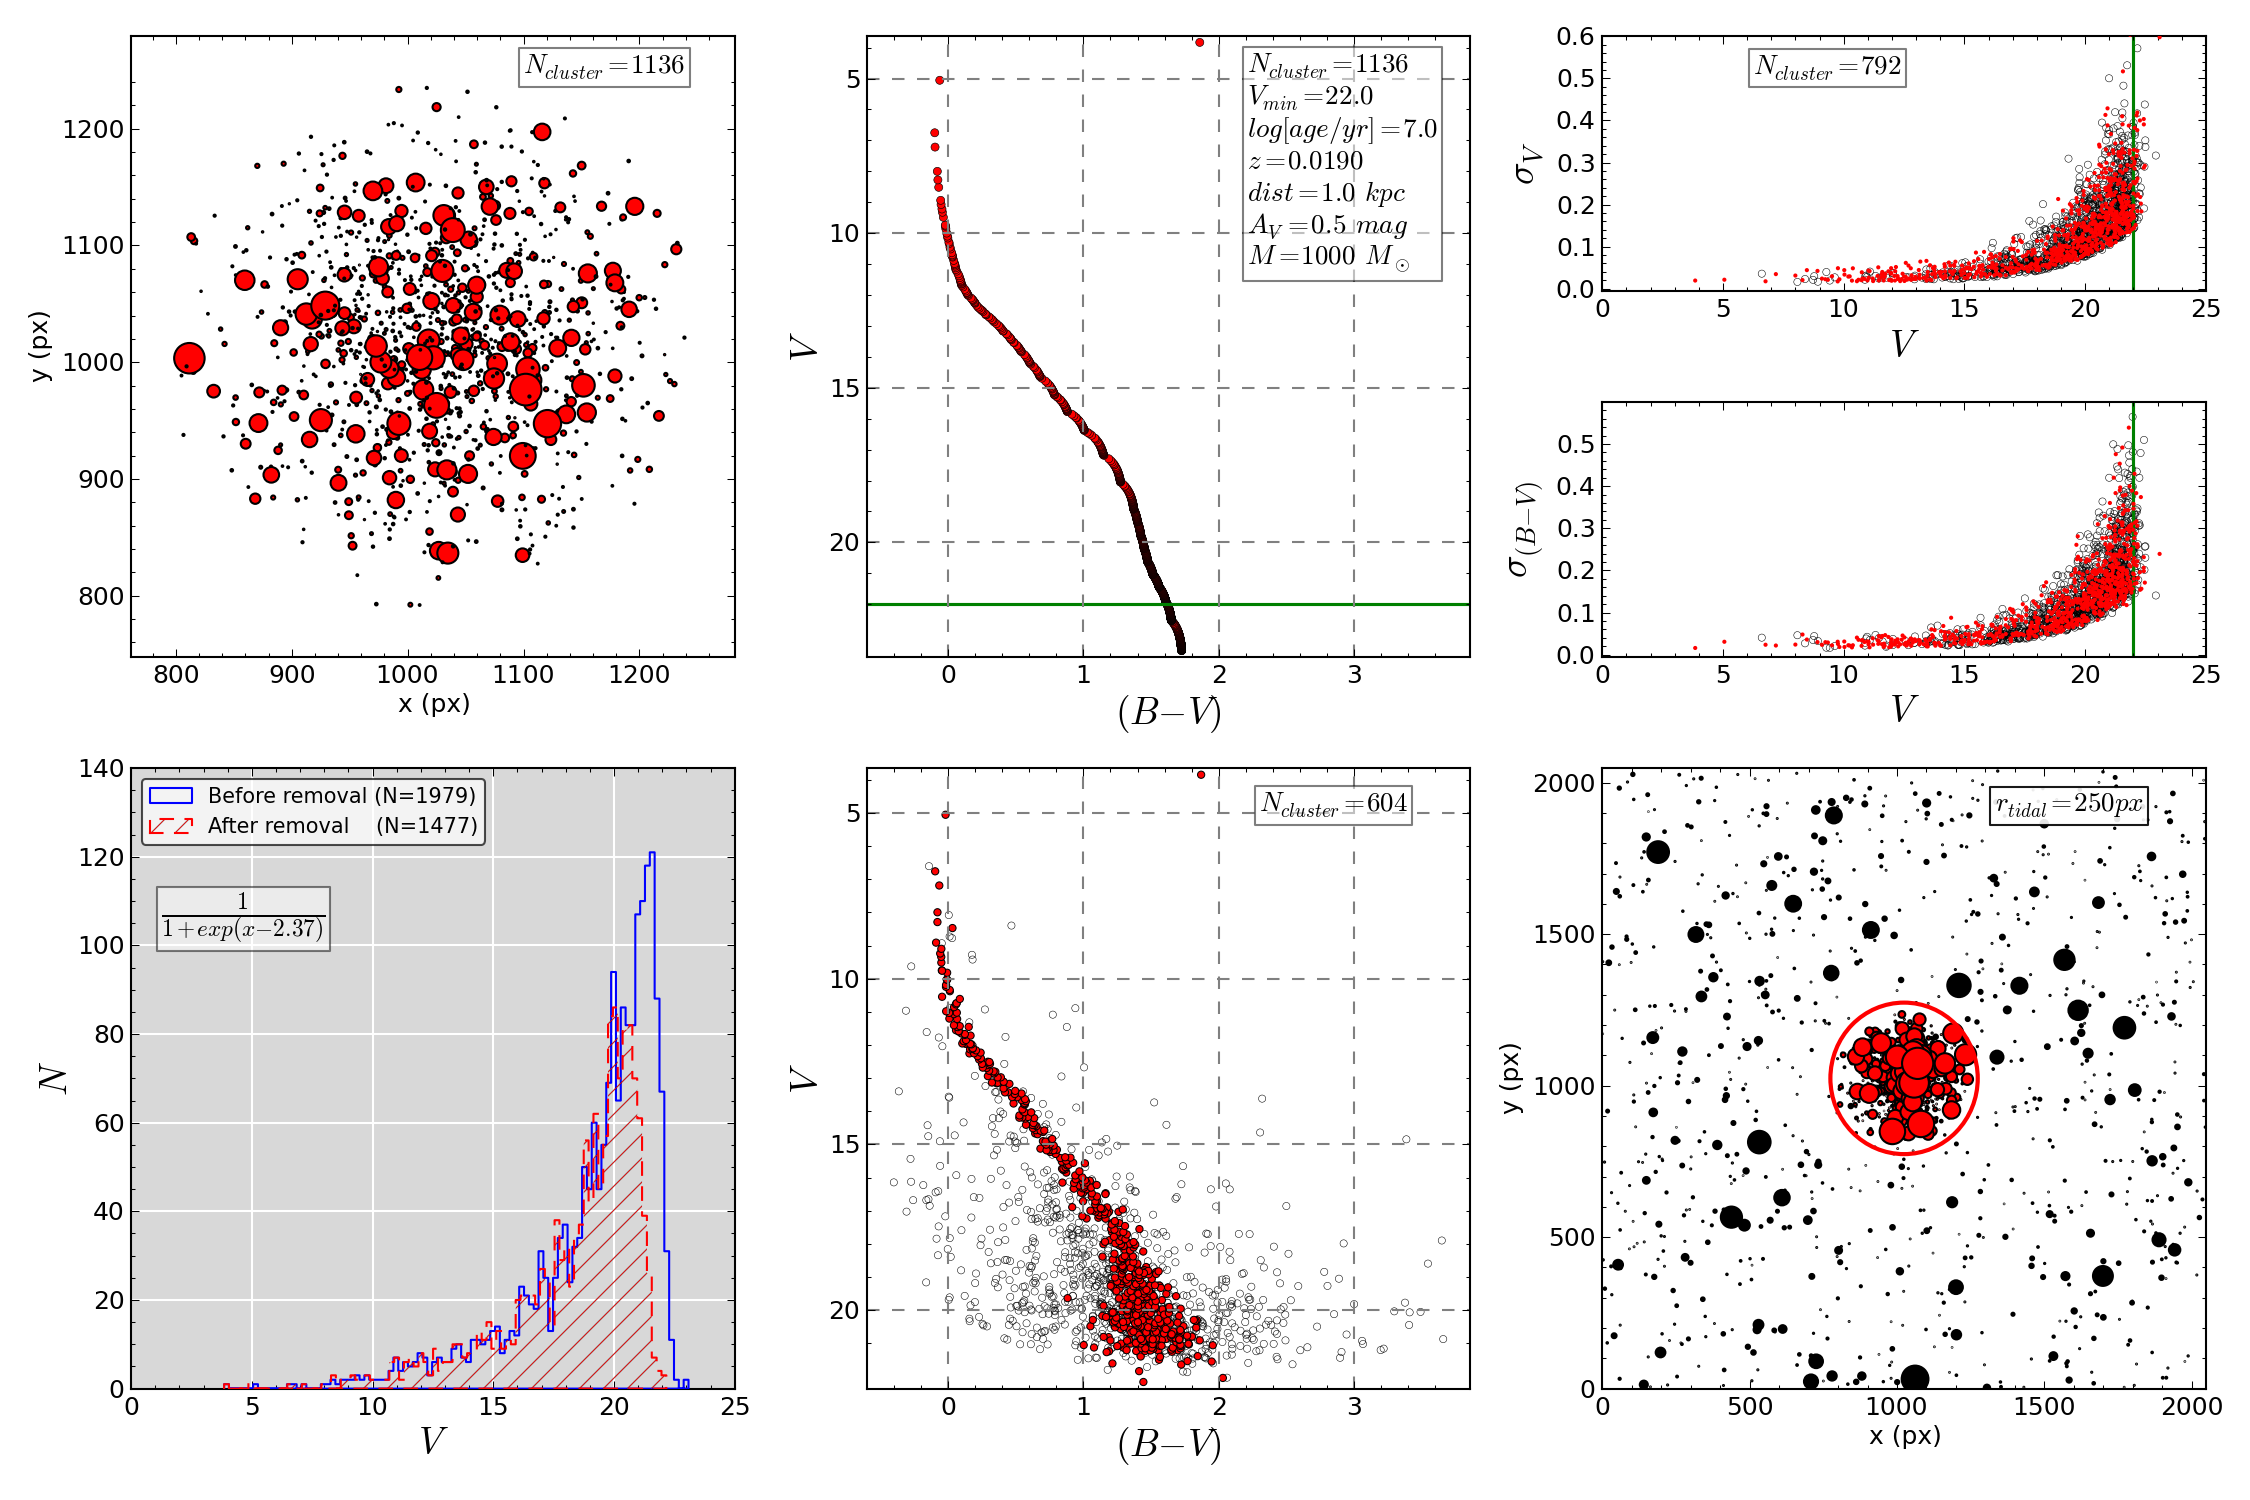 N_cluster=1136
1200
1100
1000
900
800
y (px)
800 900 1000 1100 1200
x (px)
N_cluster=1136
V_min=22.0
log[age/yr]=7.0
z=0.0190
dist=1.0 kpc
A_V=0.5 mag
M=1000 M_⊙
5
10
15
20
V
0 1 2 3
(B−V)
N_cluster=792
0.6
0.5
0.4
0.3
0.2
0.1
0.0
σ_V
0 5 10 15 20 25
V
0.5
0.4
0.3
0.2
0.1
0.0
σ_(B−V)
0 5 10 15 20 25
V
Before removal (N=1979)
After removal (N=1477)
1
1+exp(x−2.37)
140
120
100
80
60
40
20
0
N
0 5 10 15 20 25
V
N_cluster=604
5
10
15
20
V
0 1 2 3
(B−V)
r_tidal=250px
2000
1500
1000
500
0
y (px)
0 500 1000 1500 2000
x (px)